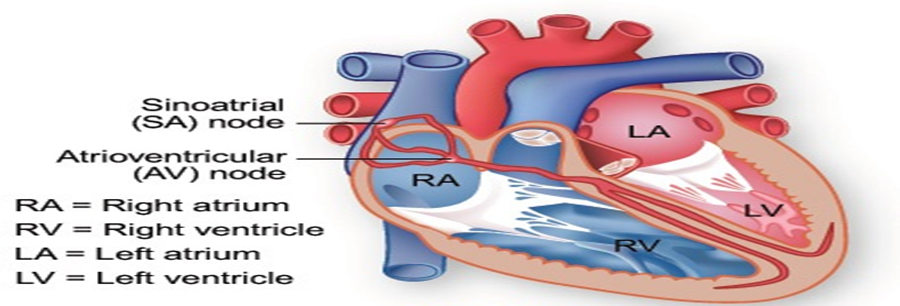 Sinoatrial
(SA) node
Atrioventricular
(AV) node
RA = Right atrium
RV = Right ventricle
LA = Left atrium
LV = Left ventricle
LA
RA
LV
RV